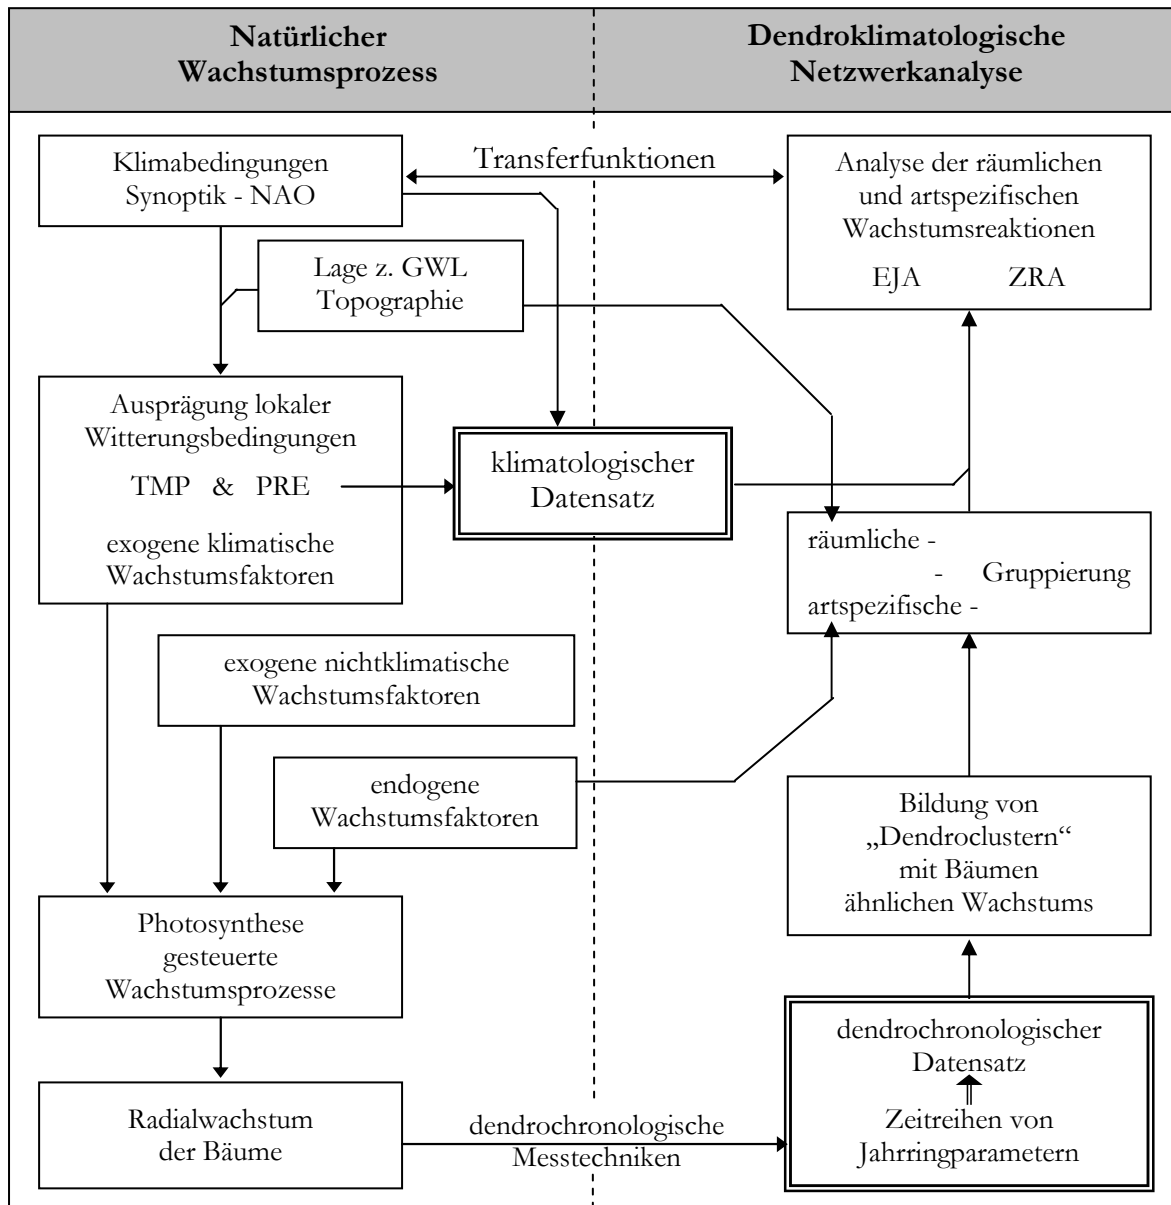 Natürlicher
Wachstumsprozess
Dendroklimatologische
Netzwerkanalyse
Klimabedingungen
Synoptik - NAO
Transferfunktionen
Analyse der räumlichen
und artspezifischen
Wachstumsreaktionen
EJA ZRA
Lage z. GWL
Topographie
Ausprägung lokaler
Witterungsbedingungen
TMP & PRE
exogene klimatische
Wachstumsfaktoren
klimatologischer
Datensatz
räumliche -
- Gruppierung
artspezifische -
exogene nichtklimatische
Wachstumsfaktoren
endogene
Wachstumsfaktoren
Bildung von
„Dendroclustern“
mit Bäumen
ähnlichen Wachstums
Photosynthese
gesteuerte
Wachstumsprozesse
dendrochronologischer
Datensatz
Zeitreihen von
Jahrringparametern
Radialwachstum
der Bäume
dendrochronologische
Messtechniken